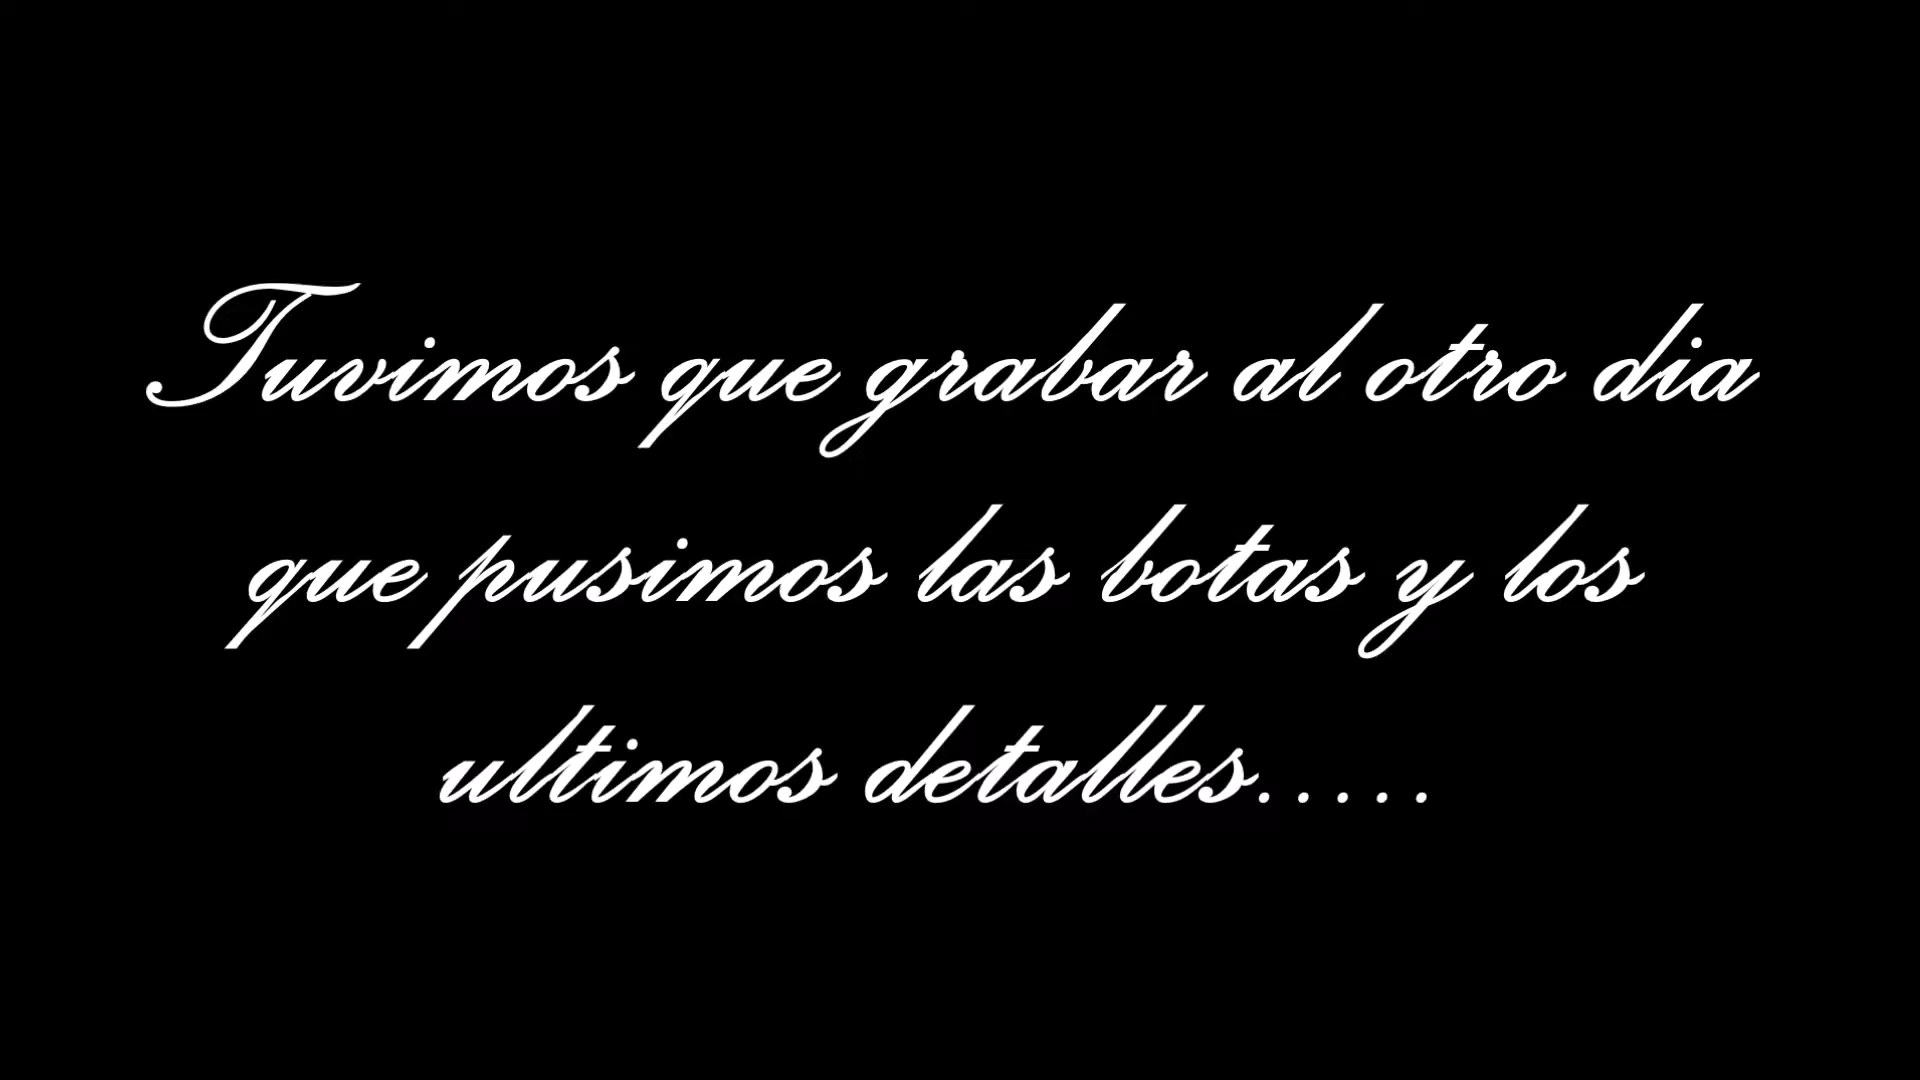 Tuvimos que grabar al otro dia
que pusimos las botas y los
ultimos detalles.....